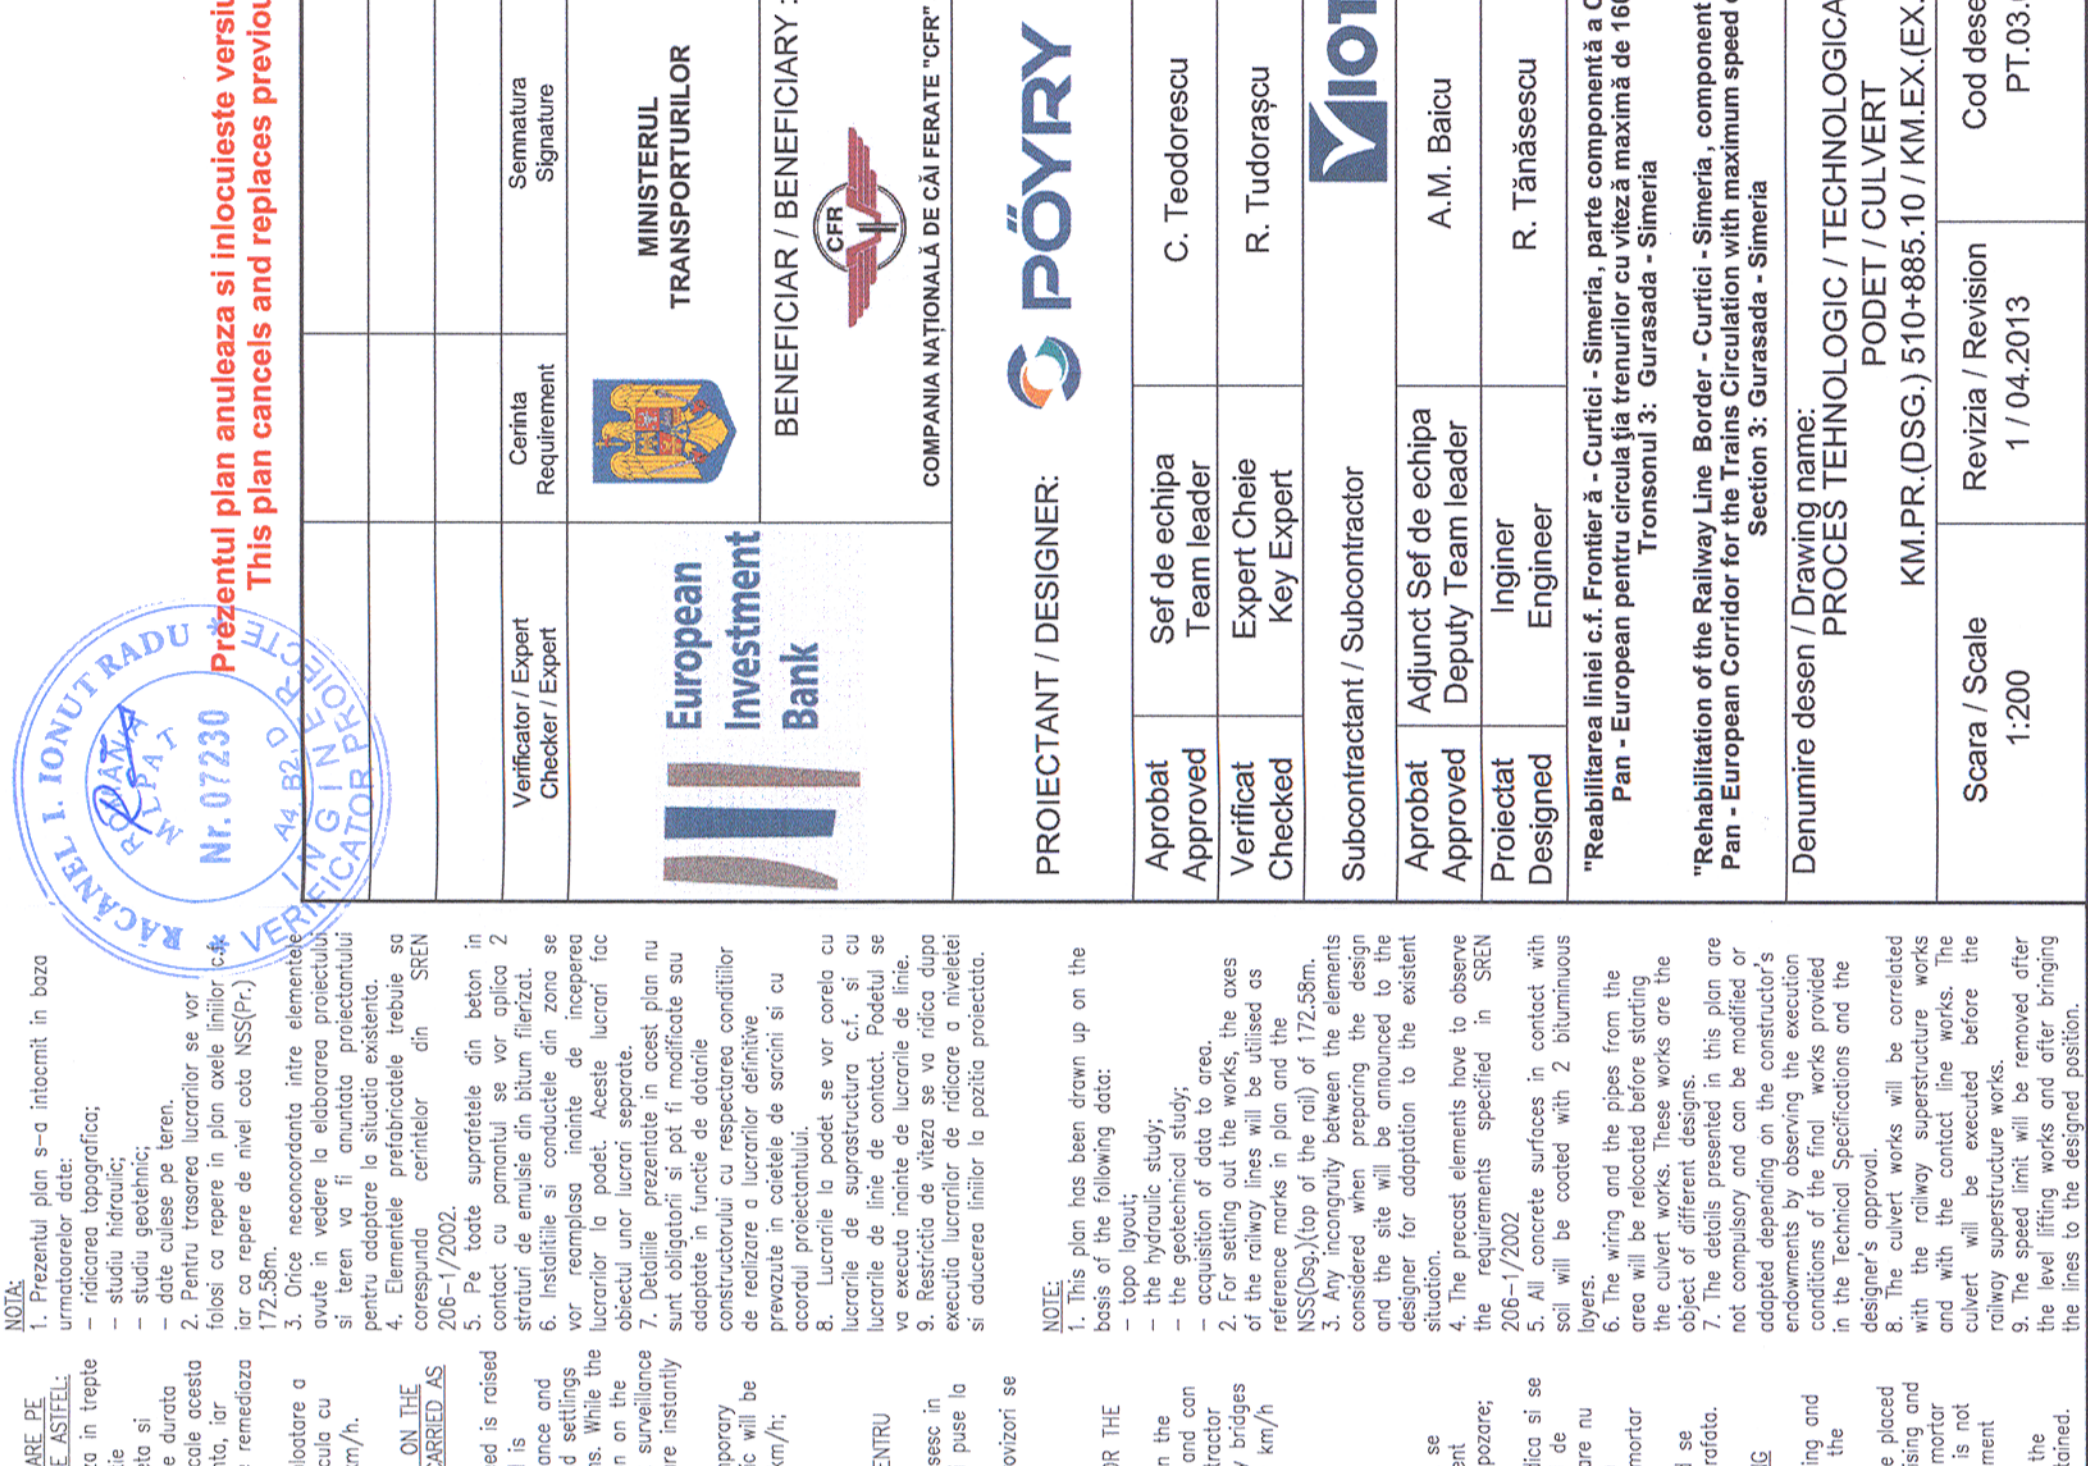 Prezentul plan anuleaza si inlocuieste
This plan cancels and replaces
RĂCĂNEL I. IONUT RADU
ROMÂNIA
MLPAT
Nr. 07230
A4, B2, D
INGINER
VERIFICATOR PROIECTE
Verificator / Expert
Checker / Expert
Cerinta
Requirement
Semnatura
Signature
European
Investment
Bank
MINISTERUL
TRANSPORTURILOR
BENEFICIAR / BENEFICIARY :
CFR
COMPANIA NAȚIONALĂ DE CĂI FERATE "CFR"
PROIECTANT / DESIGNER:
PÖYRY
Aprobat
Approved
Sef de echipa
Team leader
C. Teodorescu
Verificat
Checked
Expert Cheie
Key Expert
R. Tudorașcu
Subcontractant / Subcontractor
Aprobat
Approved
Adjunct Sef de echipa
Deputy Team leader
A.M. Baicu
Proiectat
Designed
Inginer
Engineer
R. Tănăsescu
"Reabilitarea liniei c.f. Frontier ă - Curtici - Simeria, parte componentă a
Pan - European pentru circula ţia trenurilor cu viteză maximă de
Tronsonul 3: Gurasada - Simeria
"Rehabilitation of the Railway Line Border - Curtici - Simeria, component
Pan - European Corridor for the Trains Circulation with maximum speed
Section 3: Gurasada - Simeria
Denumire desen / Drawing name:
PROCES TEHNOLOGIC / TECHNOLOGICA
PODET / CULVERT
KM.PR.(DSG.) 510+885.10 / KM.EX.(EX.
Scara / Scale
1:200
Revizia / Revision
1 / 04.2013
Cod dese
PT.03.
NOTA:
1. Prezentul plan s-a intocmit in baza
urmatoarelor date:
- ridicarea topografica;
- studiu hidraulic;
- studiu geotehnic;
- date culese pe teren.
2. Pentru trasarea lucrarilor se vor
folosi ca repere in plan axele liniilor c.f.
iar ca repere de nivel cota NSS(Pr.)
172.58m.
3. Orice neconcordanta intre elementele
avute in vedere la elaborarea proiectului
si teren va fi anuntata proiectantului
pentru adaptare la situatia existenta.
4. Elementele prefabricatele trebuie sa
corespunda cerintelor din SREN
206-1/2002.
5. Pe toate suprafetele din beton in
contact cu pamantul se vor aplica 2
straturi de emulsie din bitum filerizat.
6. Instalitiile si conductele din zona se
vor reamplasa inainte de inceperea
lucrarilor la podet. Aceste lucrari fac
obiectul unor lucrari separate.
7. Detaliile prezentate in acest plan nu
sunt obligatorii si pot fi modificate sau
adaptate in functie de dotarile
constructorului cu respectarea conditiilor
de realizare a lucrarilor definitive
prevazute in caietele de sarcini si cu
acordul proiectantului.
8. Lucrarile la podet se vor corela cu
lucrarile de suprastructura c.f. si cu
lucrarile de linie de contact. Podetul se
va executa inainte de lucrarile de linie.
9. Restrictia de viteza se va ridica dupa
executia lucrarilor de ridicare a niveletei
si aducerea liniilor la pozitia proiectata.
NOTE:
1. This plan has been drawn up on the
basis of the following data:
- topo layout;
- the hydraulic study;
- the geotechnical study;
- acquisition of data to area.
2. For setting out the works, the axes
of the railway lines will be utilised as
reference marks in plan and the
NSS(Dsg.)(top of the rail) of 172.58m.
3. Any incongruity between the elements
considered when preparing the design
and the site will be announced to the
designer for adaptation to the existent
situation.
4. The precast elements have to observe
the requirements specified in SREN
206-1/2002
5. All concrete surfaces in contact with
soil will be coated with 2 bituminuous
layers.
6. The wiring and the pipes from the
area will be relocated before starting
the culvert works. These works are the
object of different designs.
7. The details presented in this plan are
not compulsory and can be modified or
adapted depending on the constructor's
endowments by observing the execution
conditions of the final works provided
in the Technical Specifications and the
designer's approval.
8. The culvert works will be correlated
with the railway superstructure works
and with the contact line works. The
culvert will be executed before the
railway superstructure works.
9. The speed limit will be removed after
the level lifting works and after bringing
the lines to the designed position.